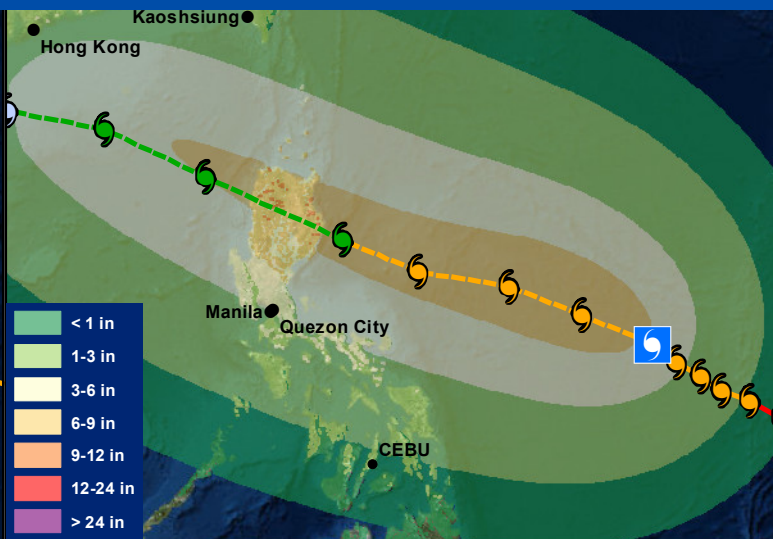 Kaoshsiung
Hong Kong
Manila
Quezon City
CEBU
< 1 in
1-3 in
3-6 in
6-9 in
9-12 in
12-24 in
> 24 in